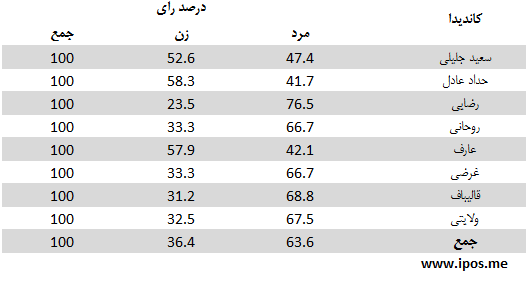 کاندیدا درصد رای
مرد زن جمع
سعید جلیلی 47.4 52.6 100
حداد عادل 41.7 58.3 100
رضایی 76.5 23.5 100
روحانی 66.7 33.3 100
عارف 42.1 57.9 100
غرضی 66.7 33.3 100
قالیباف 68.8 31.2 100
ولایتی 67.5 32.5 100
جمع 63.6 36.4 100
www.ipos.me